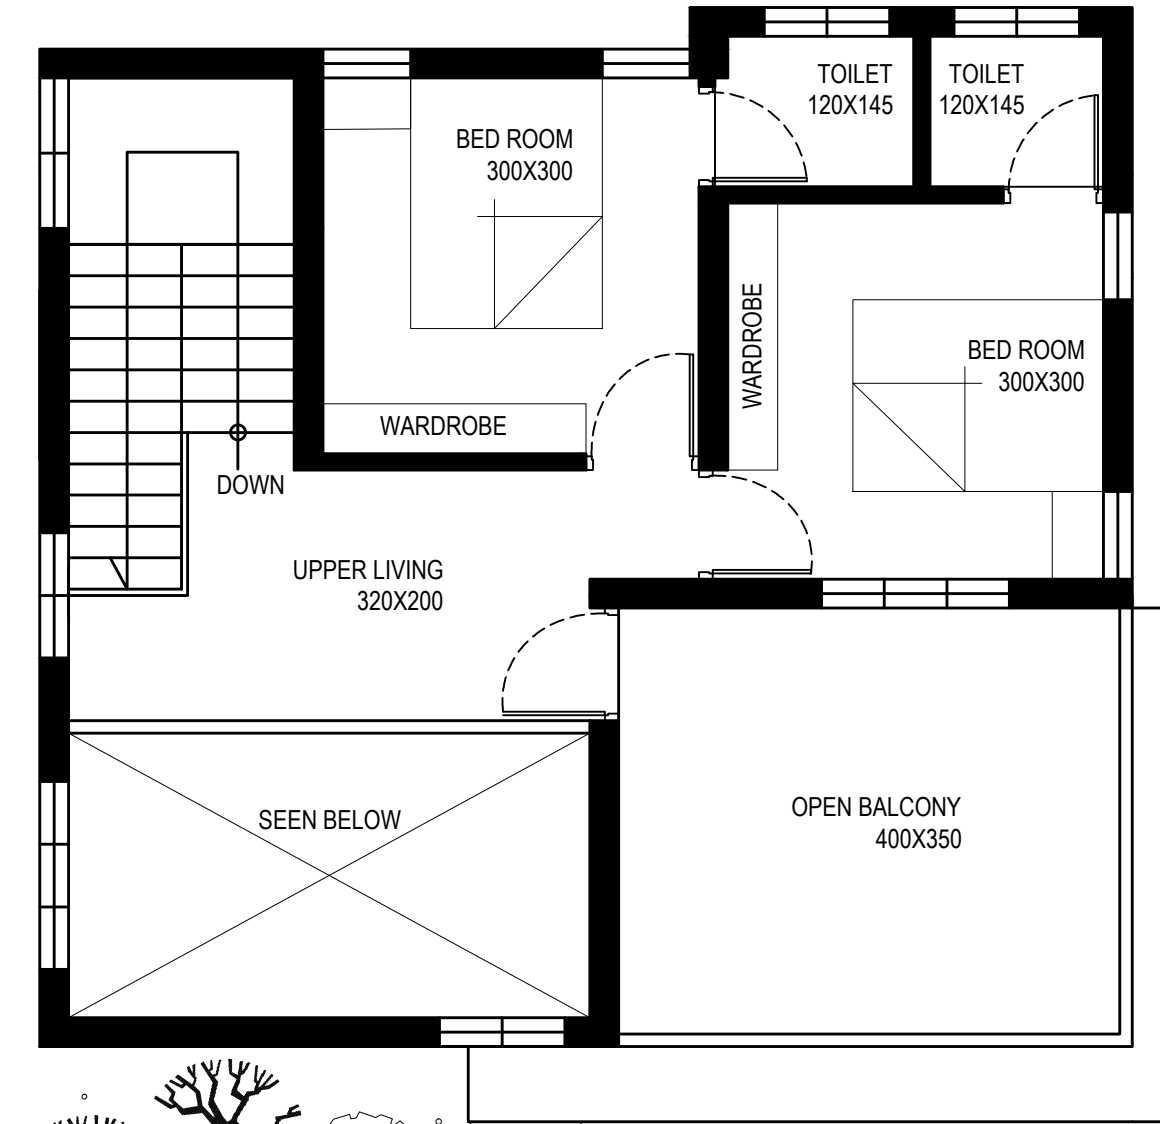 TOILET
120X145
TOILET
120X145
BED ROOM
300X300
WARDROBE
BED ROOM
300X300
WARDROBE
DOWN
UPPER LIVING
320X200
SEEN BELOW
OPEN BALCONY
400X350